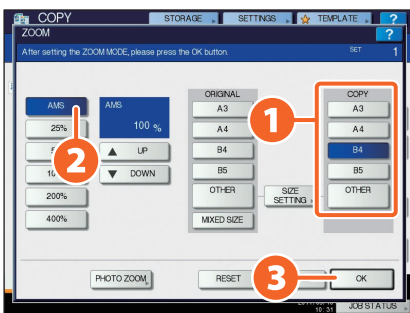 COPY
STORAGE
SETTINGS
TEMPLATE
?
ZOOM
?
After setting the ZOOM MODE, please press the OK button.
SET 1
ORIGINAL
COPY
AMS
AMS
A3
A3
1
25%
100 %
A4
A4
2
▲ UP
B4
B4
▼ DOWN
B5
B5
200%
OTHER
SIZE SETTING
OTHER
400%
MIXED SIZE
PHOTO ZOOM
RESET
3
OK
10:31
JOB STATUS